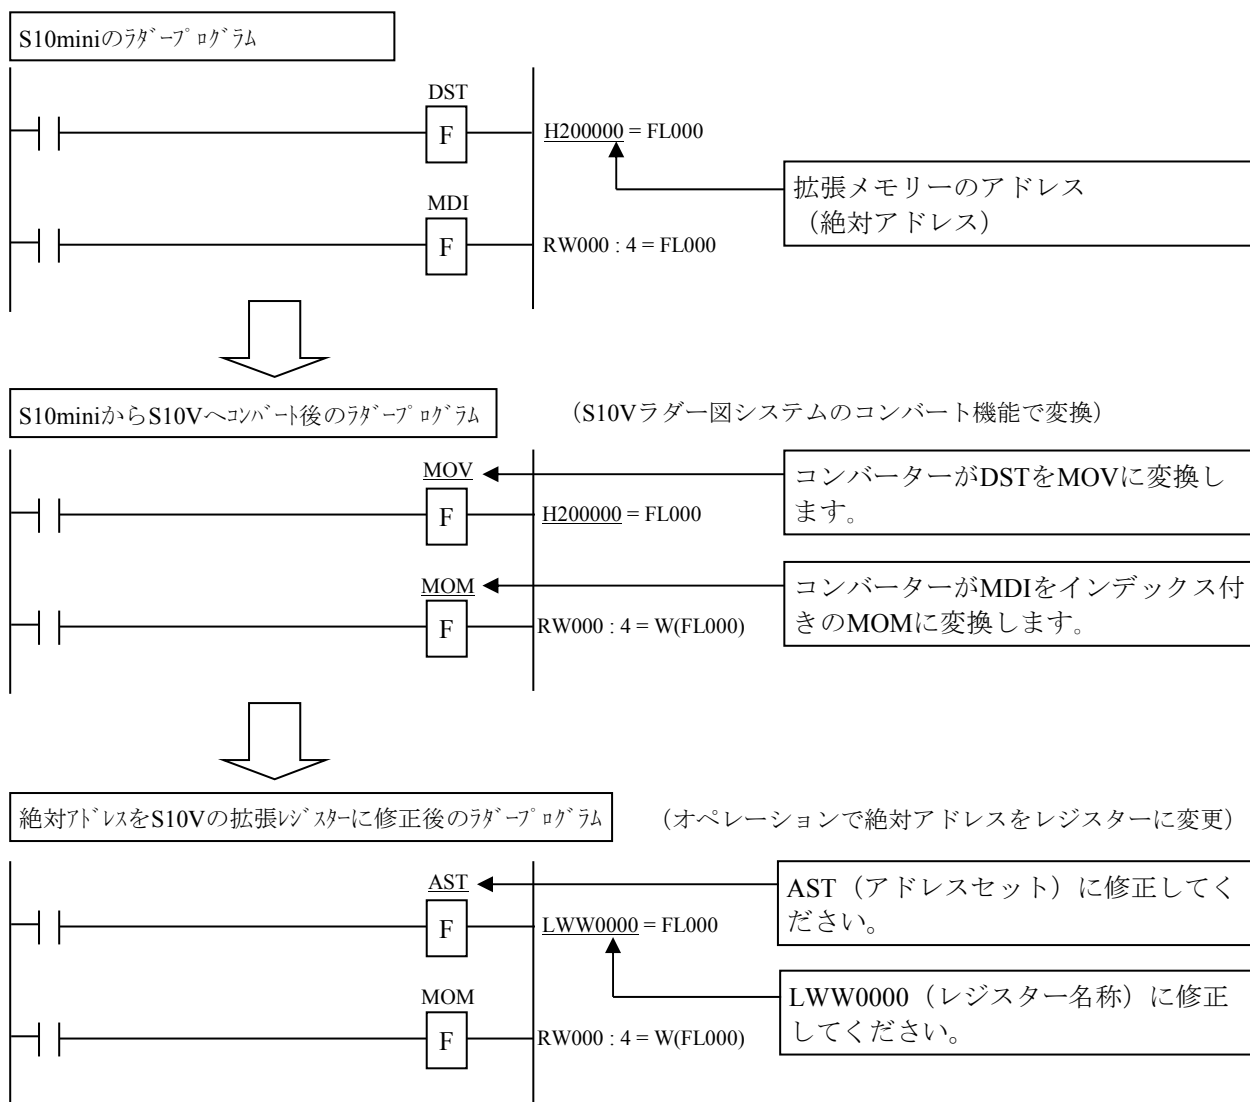 S10miniのﾗﾀﾞｰﾌﾟﾛｸﾞﾗﾑ
DST
F
H200000 = FL000
拡張メモリーのアドレス
（絶対アドレス）
MDI
F
RW000 : 4 = FL000
S10miniからS10Vへｺﾝﾊﾞｰﾄ後のﾗﾀﾞｰﾌﾟﾛｸﾞﾗﾑ
（S10Vラダー図システムのコンバート機能で変換）
MOV
F
H200000 = FL000
コンバーターがDSTをMOVに変換し
ます。
MOM
F
RW000 : 4 = W(FL000)
コンバーターがMDIをインデックス付
きのMOMに変換します。
絶対ｱﾄﾞﾚｽをS10Vの拡張ﾚｼﾞｽﾀｰに修正後のﾗﾀﾞｰﾌﾟﾛｸﾞﾗﾑ
（オペレーションで絶対アドレスをレジスターに変更）
AST
F
LWW0000 = FL000
AST（アドレスセット）に修正してく
ださい。
LWW0000（レジスター名称）に修正
してください。
MOM
F
RW000 : 4 = W(FL000)